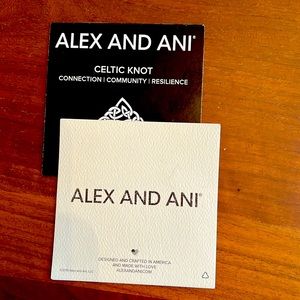 ALEX AND ANI®
CELTIC KNOT
CONNECTION | COMMUNITY | RESILIENCE
ALEX AND ANI®
DESIGNED AND CRAFTED IN AMERICA
AND MADE WITH LOVE
ALEXANDANI.COM